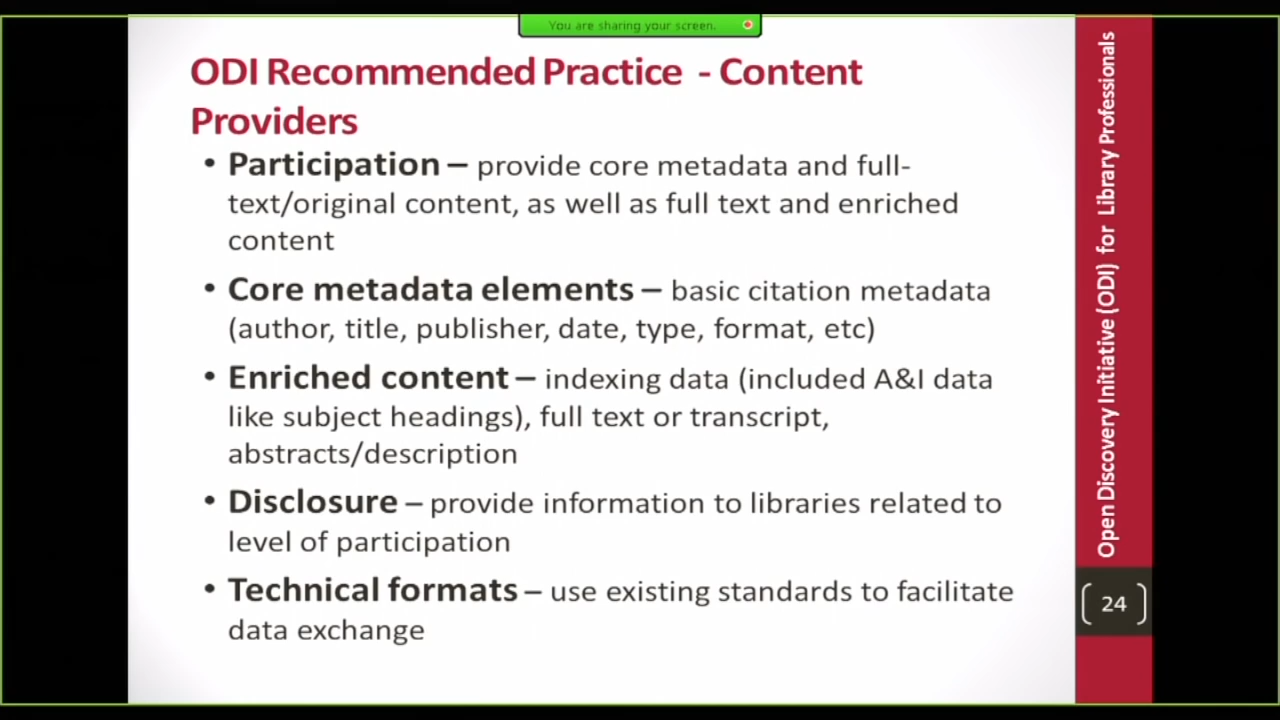 You are sharing your screen.
ODI Recommended Practice - Content
Providers
• Participation – provide core metadata and full-
text/original content, as well as full text and enriched
content
• Core metadata elements – basic citation metadata
(author, title, publisher, date, type, format, etc)
• Enriched content – indexing data (included A&I data
like subject headings), full text or transcript,
abstracts/description
• Disclosure – provide information to libraries related to
level of participation
• Technical formats – use existing standards to facilitate
data exchange
Open Discovery Initiative (ODI) for Library Professionals
24